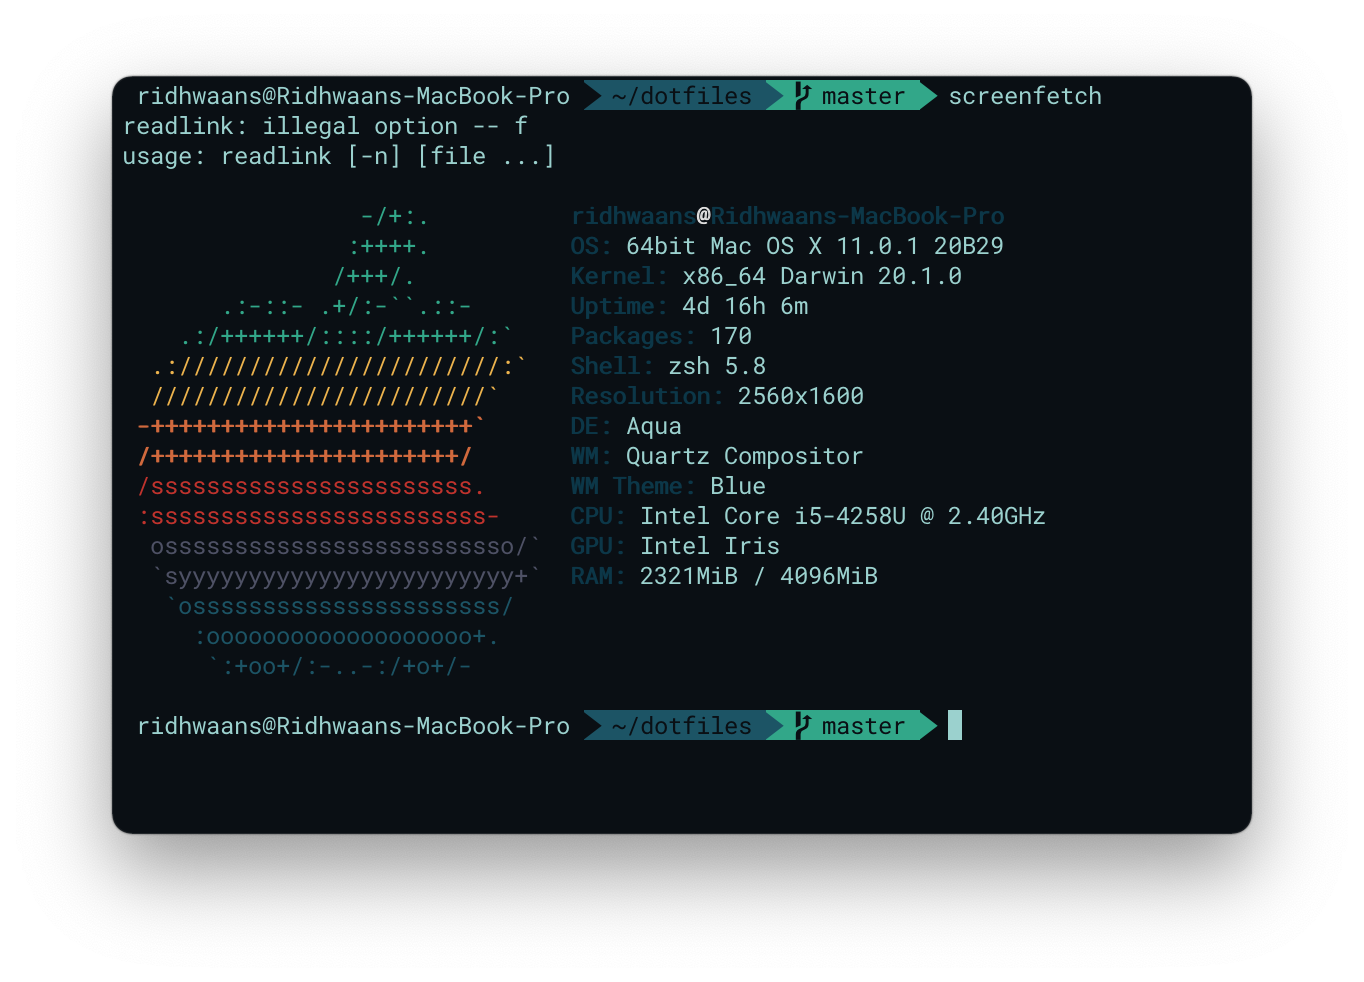 ridhwaans@Ridhwaans-MacBook-Pro ~/dotfiles master screenfetch
readlink: illegal option -- f
usage: readlink [-n] [file ...]
                 -/+:.          ridhwaans@Ridhwaans-MacBook-Pro
                :++++.          OS: 64bit Mac OS X 11.0.1 20B29
               /+++/.           Kernel: x86_64 Darwin 20.1.0
       .:-::- .+/:-``.::-       Uptime: 4d 16h 6m
    .:/++++++/::::/++++++/:`    Packages: 170
  .:///////////////////////:`   Shell: zsh 5.8
  ////////////////////////`     Resolution: 2560x1600
 -+++++++++++++++++++++++`      DE: Aqua
 /++++++++++++++++++++++/       WM: Quartz Compositor
 /sssssssssssssssssssssss.      WM Theme: Blue
 :ssssssssssssssssssssssss-     CPU: Intel Core i5-4258U @ 2.40GHz
  osssssssssssssssssssssssso/`  GPU: Intel Iris
  `syyyyyyyyyyyyyyyyyyyyyyyy+`  RAM: 2321MiB / 4096MiB
   `ossssssssssssssssssssss/
     :ooooooooooooooooooo+.
      `:+oo+/:-..-:/+o+/-
ridhwaans@Ridhwaans-MacBook-Pro ~/dotfiles master